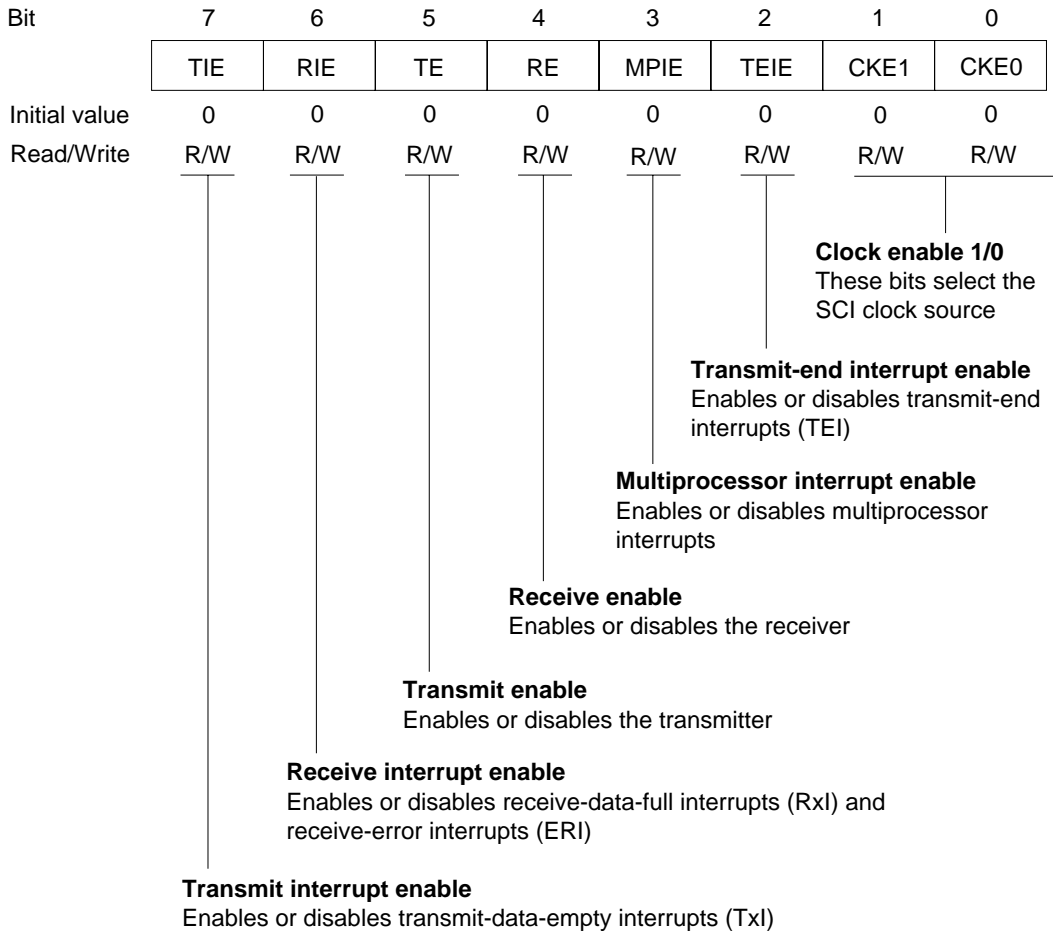 Bit 7 6 5 4 3 2 1 0
TIE RIE TE RE MPIE TEIE CKE1 CKE0
Initial value 0 0 0 0 0 0 0 0
Read/Write R/W R/W R/W R/W R/W R/W R/W R/W
Clock enable 1/0
These bits select the
SCI clock source
Transmit-end interrupt enable
Enables or disables transmit-end
interrupts (TEI)
Multiprocessor interrupt enable
Enables or disables multiprocessor
interrupts
Receive enable
Enables or disables the receiver
Transmit enable
Enables or disables the transmitter
Receive interrupt enable
Enables or disables receive-data-full interrupts (RxI) and
receive-error interrupts (ERI)
Transmit interrupt enable
Enables or disables transmit-data-empty interrupts (TxI)